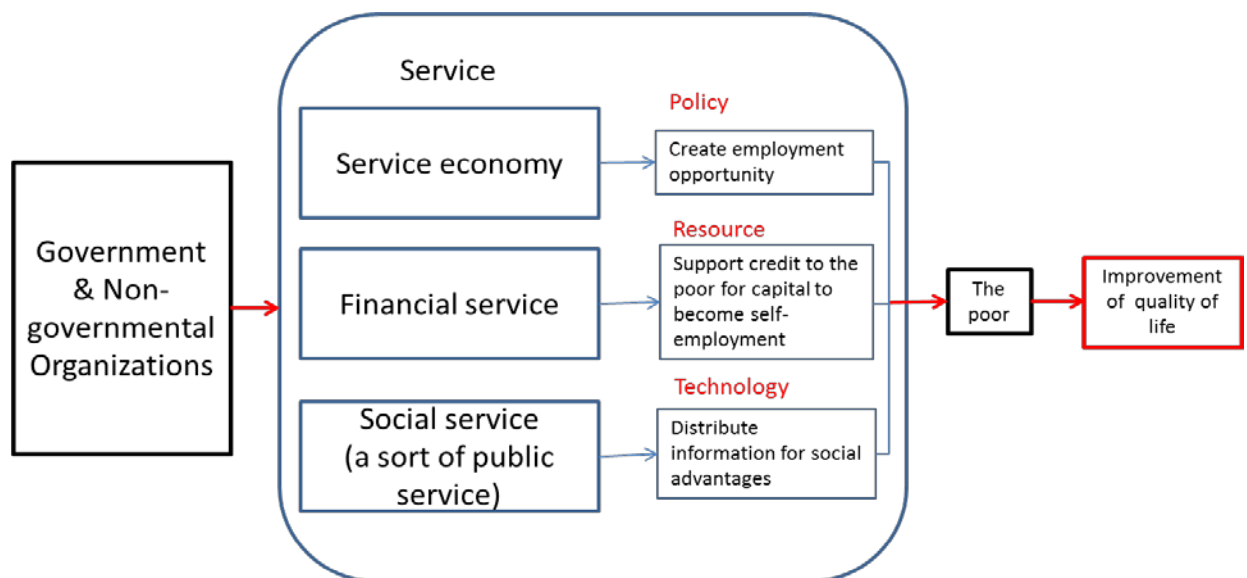 Service
Government
& Non-
governmental
Organizations
Service economy
Policy
Create employment
opportunity
Financial service
Resource
Support credit to the
poor for capital to
become self-
employment
Social service
(a sort of public
service)
Technology
Distribute
information for social
advantages
The
poor
Improvement
of quality of
life